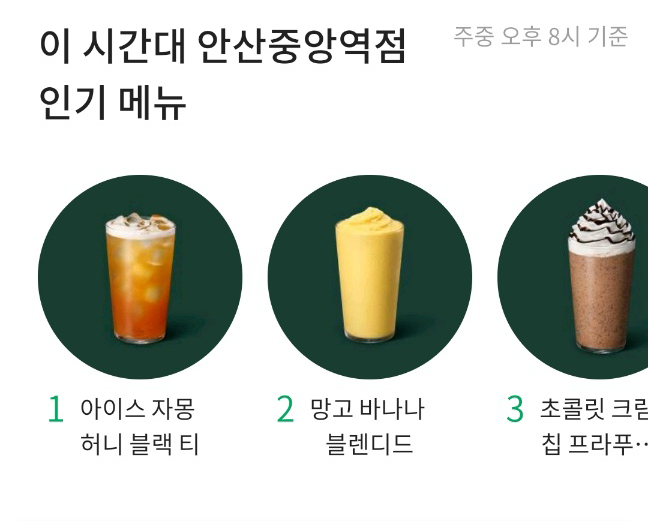 이 시간대 안산중앙역점
주중 오후 8시 기준
인기 메뉴
1 아이스 자몽
허니 블랙 티
2 망고 바나나
블렌디드
3 초콜릿 크림
칩 프라푸···